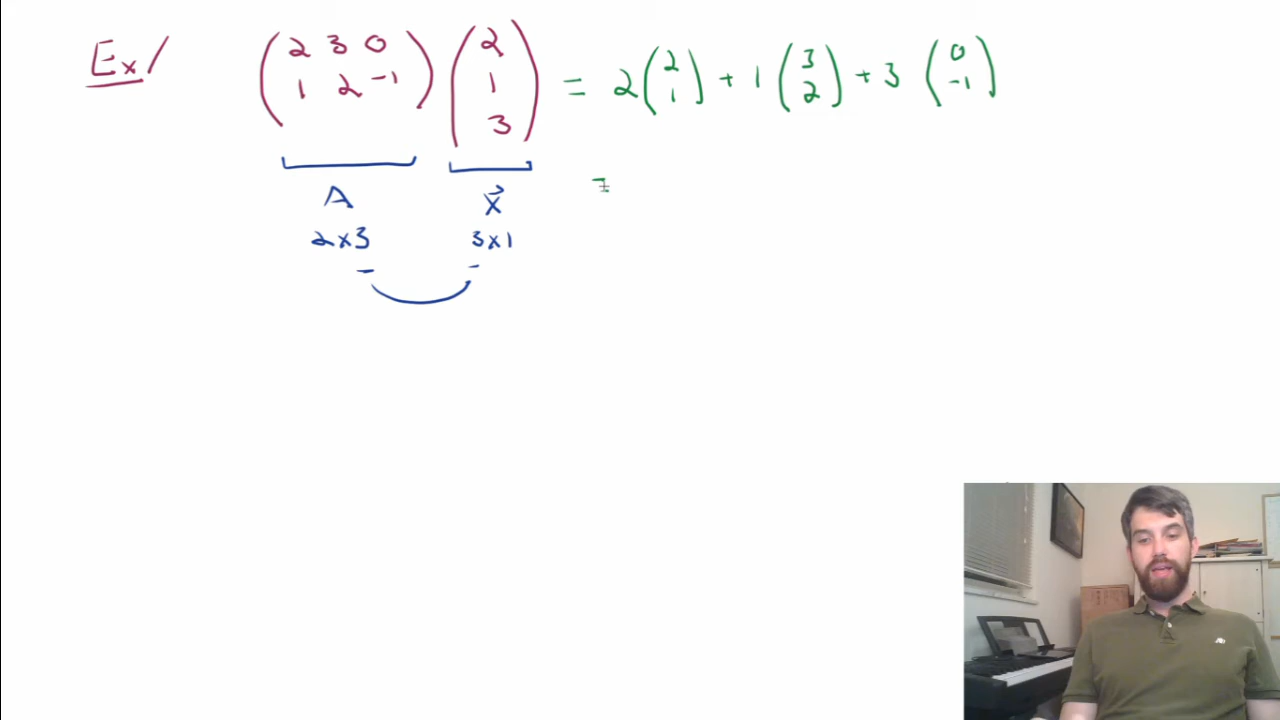 Ex/ ( 2 3 0 ) ( 2 ) = 2 ( 2 ) + 1 ( 3 ) + 3 ( 0 )
( 1 2 -1 ) ( 1 ) ( 1 ) ( 2 ) ( -1 )
( 3 )
=
A x⃗
2x3 3x1